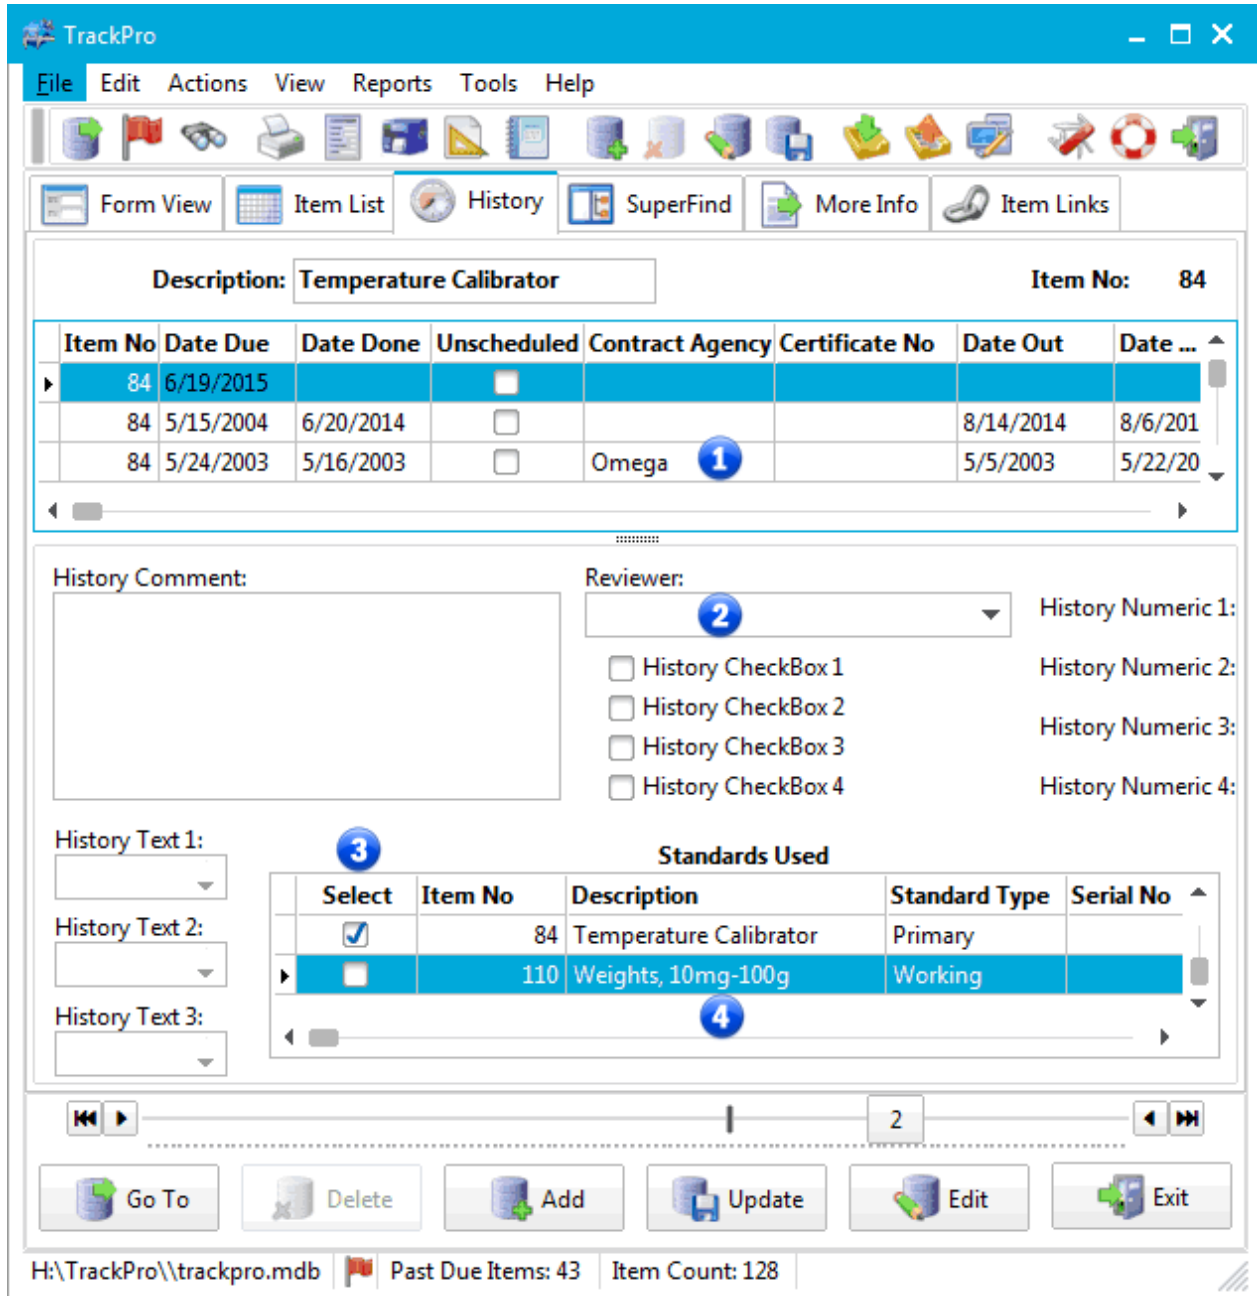 TrackPro
File Edit Actions View Reports Tools Help
Form View Item List History SuperFind More Info Item Links
Description: Temperature Calibrator Item No: 84
Item No Date Due Date Done Unscheduled Contract Agency Certificate No Date Out Date ...
84 6/19/2015
84 5/15/2004 6/20/2014 8/14/2014 8/6/201
84 5/24/2003 5/16/2003 Omega 1 5/5/2003 5/22/20
History Comment: Reviewer:
2 History Numeric 1:
History CheckBox 1 History Numeric 2:
History CheckBox 2
History CheckBox 3 History Numeric 3:
History CheckBox 4 History Numeric 4:
History Text 1: 3 Standards Used
Select Item No Description Standard Type Serial No
History Text 2: 84 Temperature Calibrator Primary
110 Weights, 10mg-100g Working
History Text 3: 4
2
Go To Delete Add Update Edit Exit
H:\TrackPro\\trackpro.mdb Past Due Items: 43 Item Count: 128